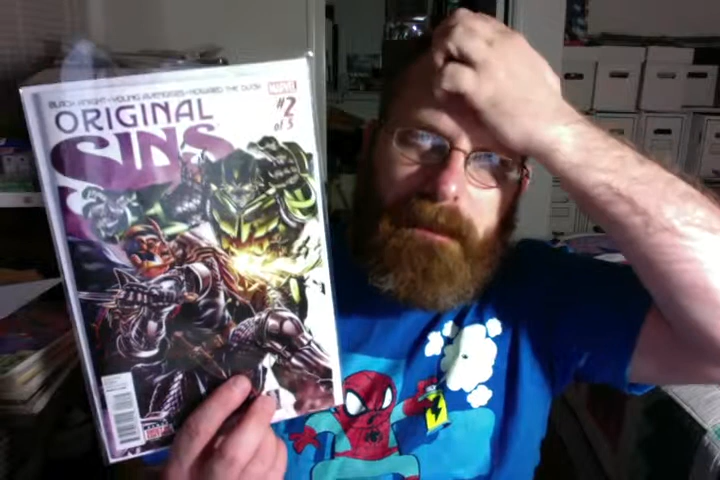 MARVEL
BLACK KNIGHT • YOUNG AVENGERS • HOWARD THE DUCK
ORIGINAL
SINS
#2
of 5